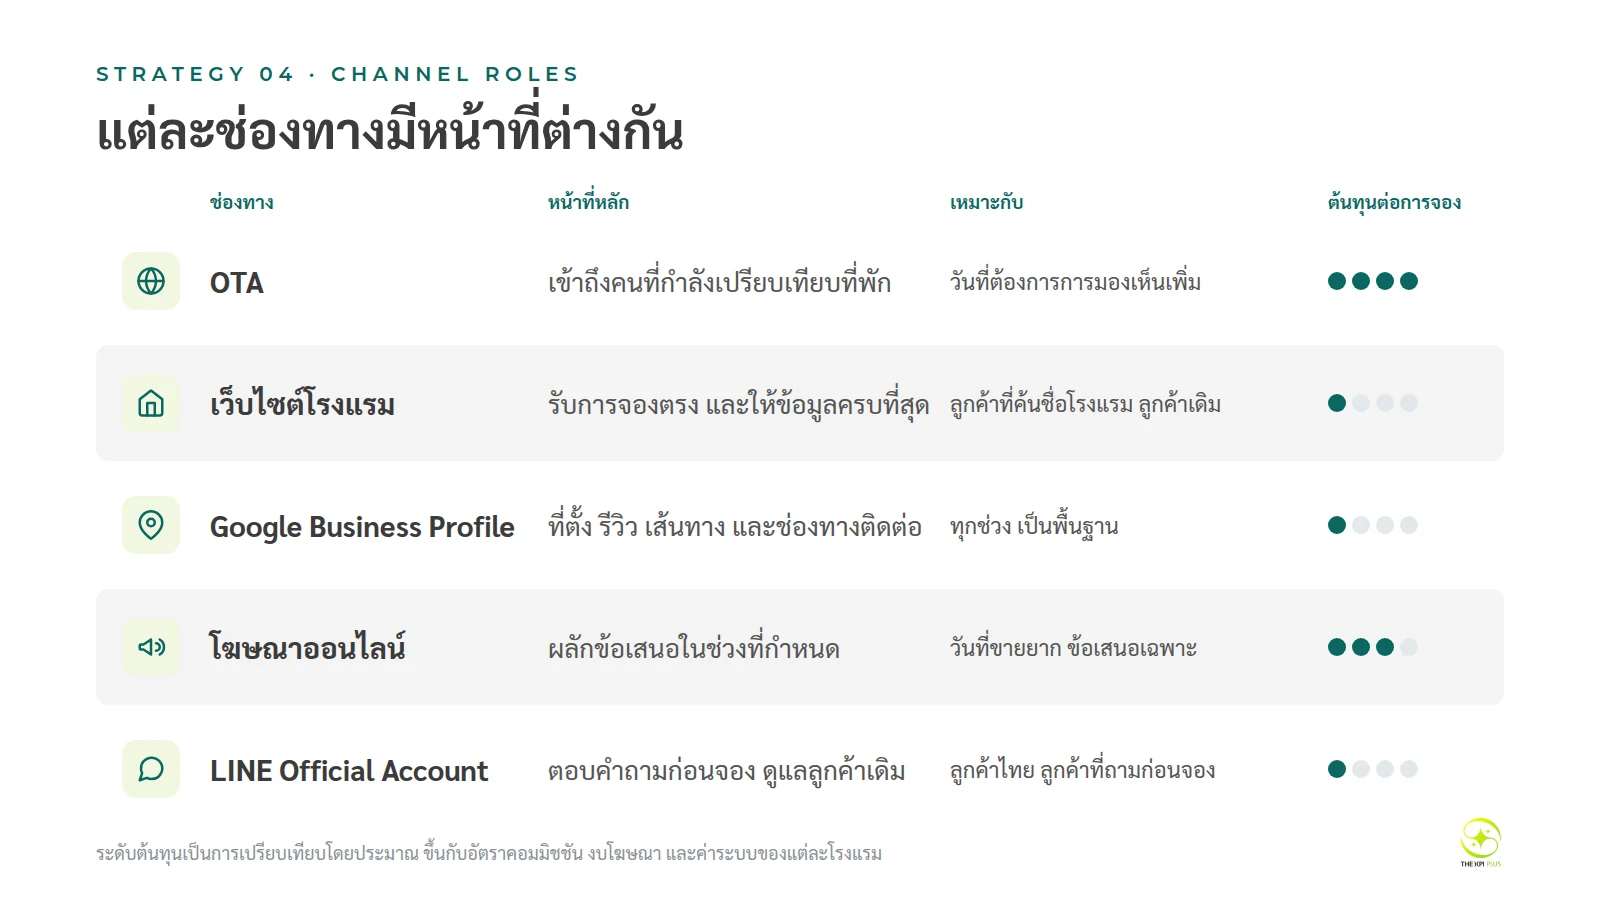 STRATEGY 04 · CHANNEL ROLES
แต่ละช่องทางมีหน้าที่ต่างกัน
ช่องทาง หน้าที่หลัก เหมาะกับ ต้นทุนต่อการจอง
OTA เข้าถึงคนที่กำลังเปรียบเทียบที่พัก วันที่ต้องการการมองเห็นเพิ่ม
เว็บไซต์โรงแรม รับการจองตรง และให้ข้อมูลครบที่สุด ลูกค้าที่ค้นชื่อโรงแรม ลูกค้าเดิม
Google Business Profile ที่ตั้ง รีวิว เส้นทาง และช่องทางติดต่อ ทุกช่วง เป็นพื้นฐาน
โฆษณาออนไลน์ ผลักข้อเสนอในช่วงที่กำหนด วันที่ขายยาก ข้อเสนอเฉพาะ
LINE Official Account ตอบคำถามก่อนจอง ดูแลลูกค้าเดิม ลูกค้าไทย ลูกค้าที่ถามก่อนจอง
ระดับต้นทุนเป็นการเปรียบเทียบโดยประมาณ ขึ้นกับอัตราคอมมิชชัน งบโฆษณา และค่าระบบของแต่ละโรงแรม
THE KPI PLUS